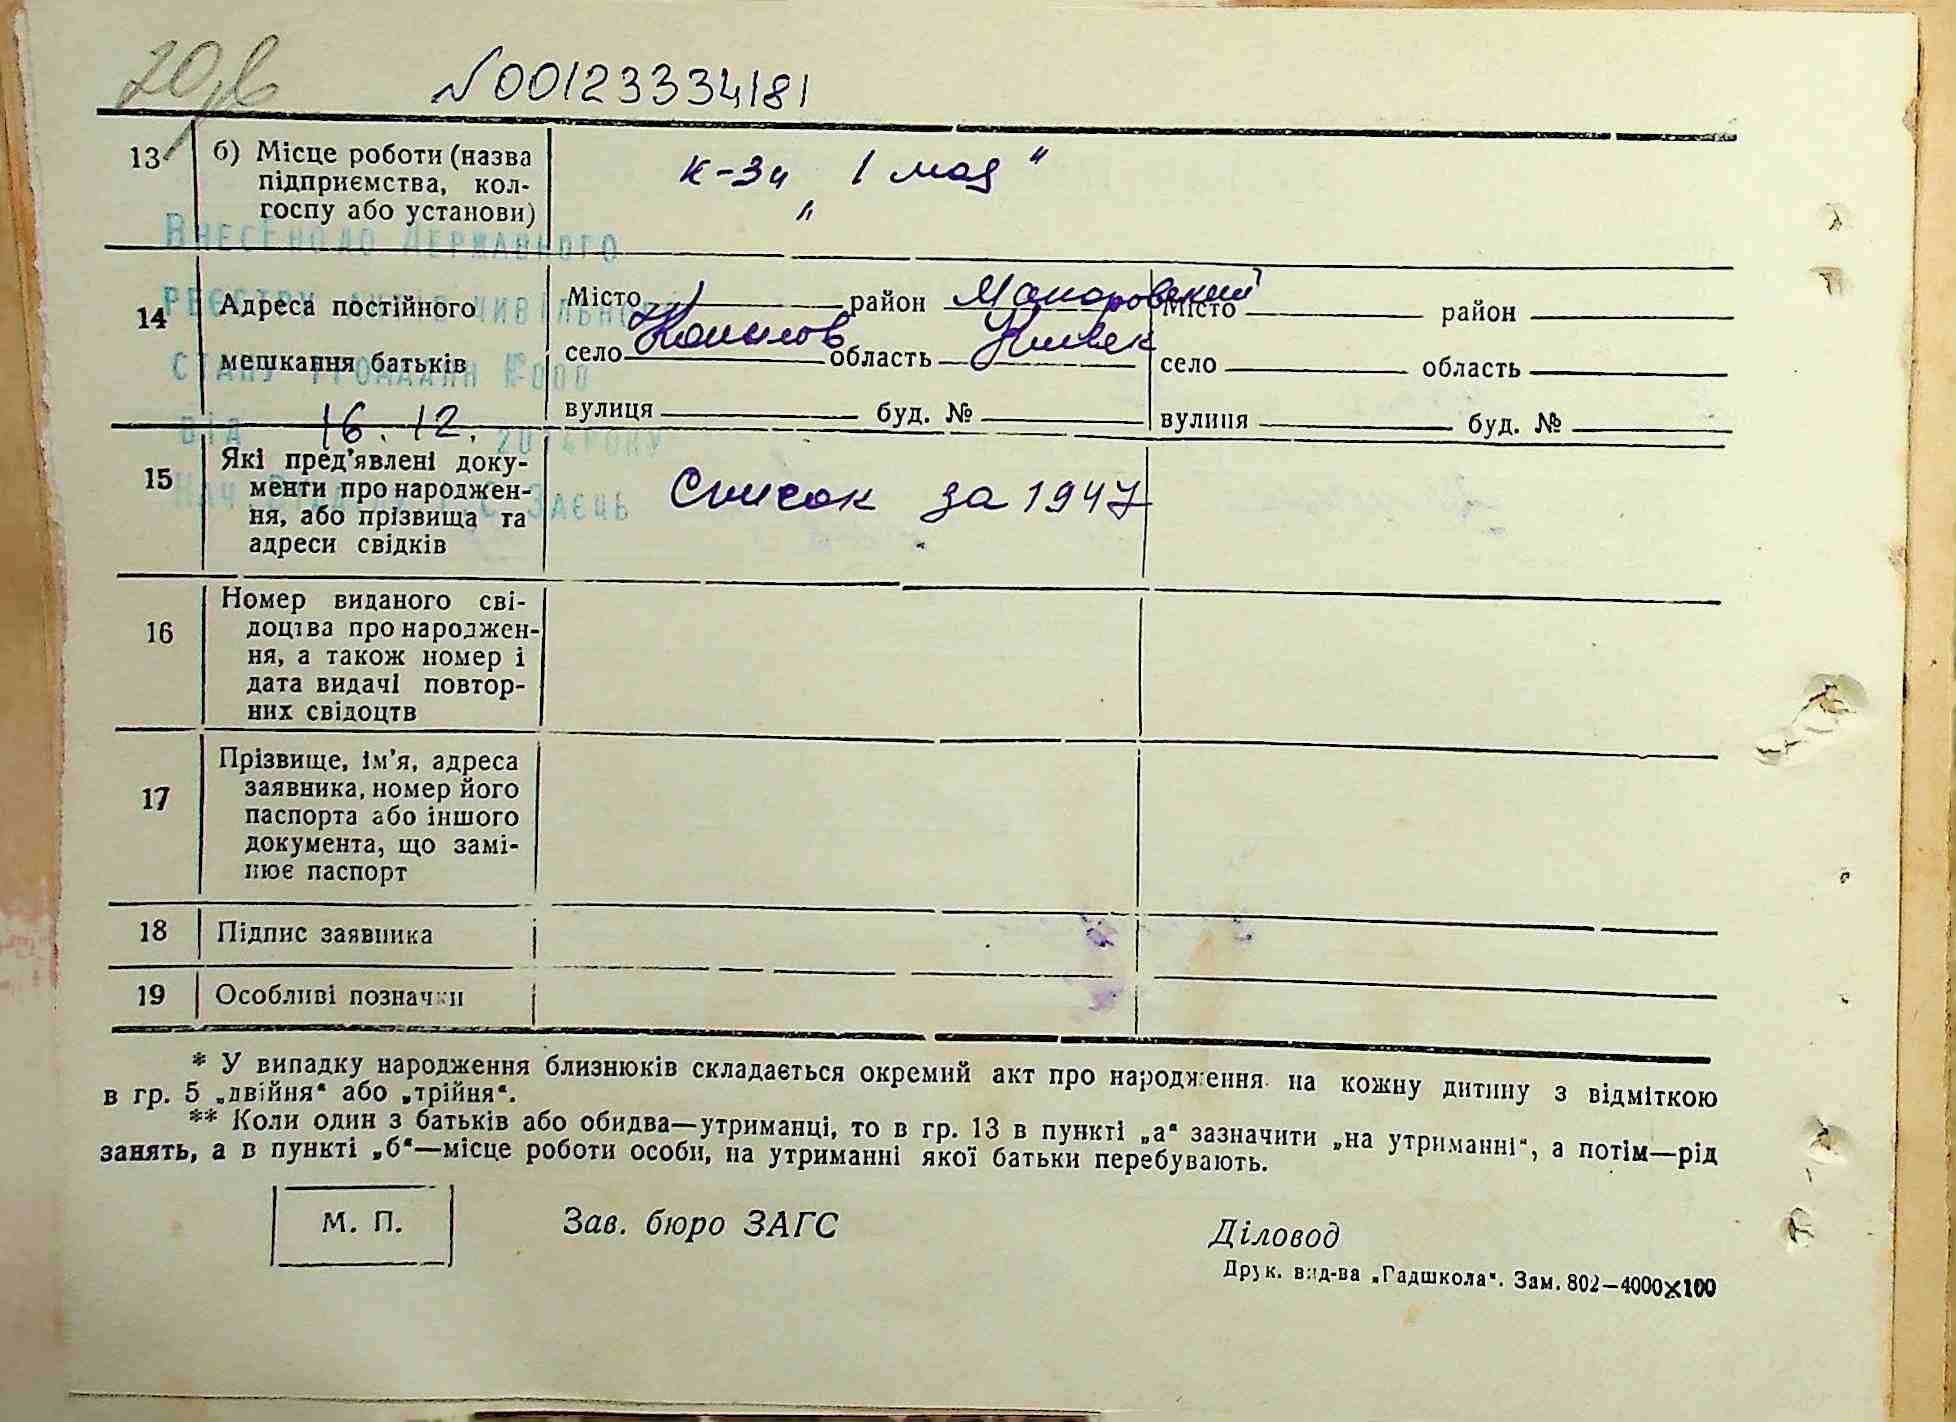 N00123334181
13 б) Місце роботи (назва
підприємства, кол-
госпу або установи)
к-зи „1 мая"
Внесено до Державного
реєстру актів цивільного
стану громадян
від 16. 12. 2014 року
Заєць
14 Адреса постійного
мешкання батьків
Місто район Макаровский
село Копилов область Киевск
вулиця буд. №
Місто район
село область
вулиця буд. №
15 Які пред'явлені доку-
менти про народжен-
ня, або прізвища та
адреси свідків
Список за 1947
16 Номер виданого сві-
доцтва про народжен-
ня, а також номер і
дата видачі повтор-
них свідоцтв
17 Прізвище, ім'я, адреса
заявника, номер його
паспорта або іншого
документа, що замі-
нює паспорт
18 Підпис заявника
19 Особливі позначки
* У випадку народження близнюків складається окремий акт про народження на кожну дитину з відміткою
в гр. 5 „двійня“ або „трійня“.
** Коли один з батьків або обидва—утриманці, то в гр. 13 в пункті „а“ зазначити „на утриманні“, а потім—рід
занять, а в пункті „б“—місце роботи особи, на утриманні якої батьки перебувають.
М. П.
Зав. бюро ЗАГС
Діловод
Друк. вид-ва „Радшкола“. Зам. 802—4000×100